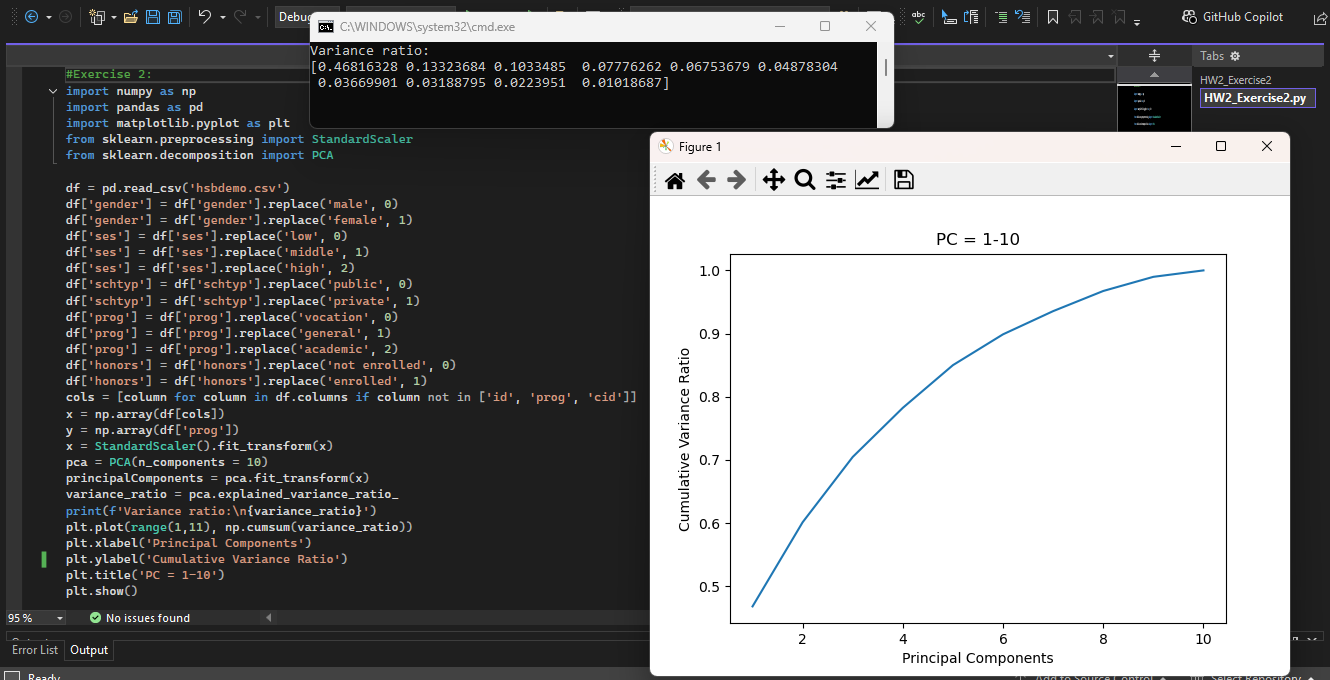 Debug
abc
GitHub Copilot
C:\WINDOWS\system32\cmd.exe
Variance ratio:
[0.46816328 0.13323684 0.1033485  0.07776262 0.06753679 0.04878304
 0.03669901 0.03188795 0.0223951  0.01018687]
Tabs
HW2_Exercise2
HW2_Exercise2.py
#Exercise 2:
import numpy as np
import pandas as pd
import matplotlib.pyplot as plt
from sklearn.preprocessing import StandardScaler
from sklearn.decomposition import PCA
df = pd.read_csv('hsbdemo.csv')
df['gender'] = df['gender'].replace('male', 0)
df['gender'] = df['gender'].replace('female', 1)
df['ses'] = df['ses'].replace('low', 0)
df['ses'] = df['ses'].replace('middle', 1)
df['ses'] = df['ses'].replace('high', 2)
df['schtyp'] = df['schtyp'].replace('public', 0)
df['schtyp'] = df['schtyp'].replace('private', 1)
df['prog'] = df['prog'].replace('vocation', 0)
df['prog'] = df['prog'].replace('general', 1)
df['prog'] = df['prog'].replace('academic', 2)
df['honors'] = df['honors'].replace('not enrolled', 0)
df['honors'] = df['honors'].replace('enrolled', 1)
cols = [column for column in df.columns if column not in ['id', 'prog', 'cid']]
x = np.array(df[cols])
y = np.array(df['prog'])
x = StandardScaler().fit_transform(x)
pca = PCA(n_components = 10)
principalComponents = pca.fit_transform(x)
variance_ratio = pca.explained_variance_ratio_
print(f'Variance ratio:\n{variance_ratio}')
plt.plot(range(1,11), np.cumsum(variance_ratio))
plt.xlabel('Principal Components')
plt.ylabel('Cumulative Variance Ratio')
plt.title('PC = 1-10')
plt.show()
Figure 1
PC = 1-10
1.0
0.9
0.8
0.7
0.6
0.5
Cumulative Variance Ratio
2 4 6 8 10
Principal Components
95 %
No issues found
Output
Error List
Output
Ready
Add to Source Control
Select Repository